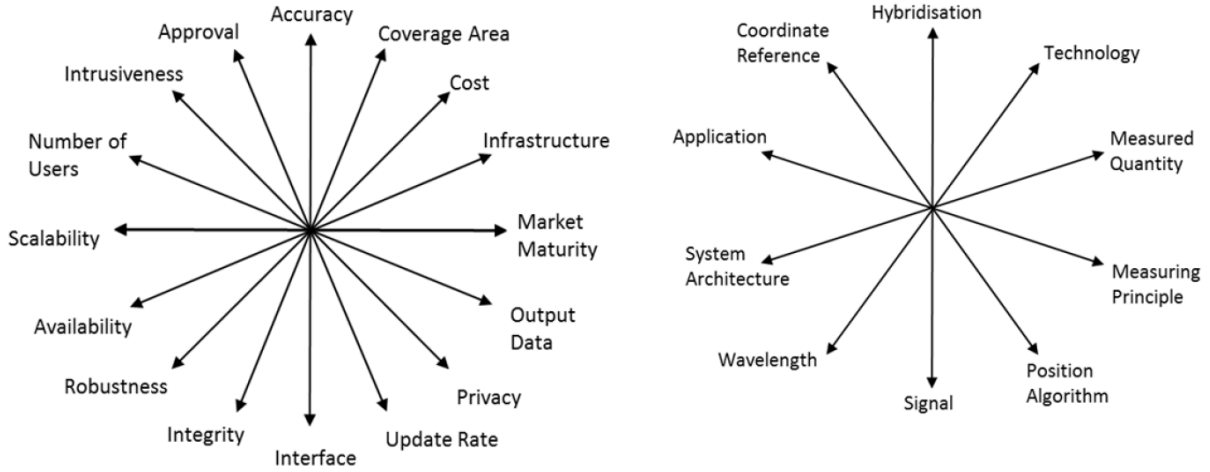 Accuracy
Coverage Area
Cost
Infrastructure
Market
Maturity
Output
Data
Privacy
Update Rate
Interface
Integrity
Robustness
Availability
Scalability
Number of
Users
Intrusiveness
Approval
Hybridisation
Technology
Measured
Quantity
Measuring
Principle
Position
Algorithm
Signal
Wavelength
System
Architecture
Application
Coordinate
Reference